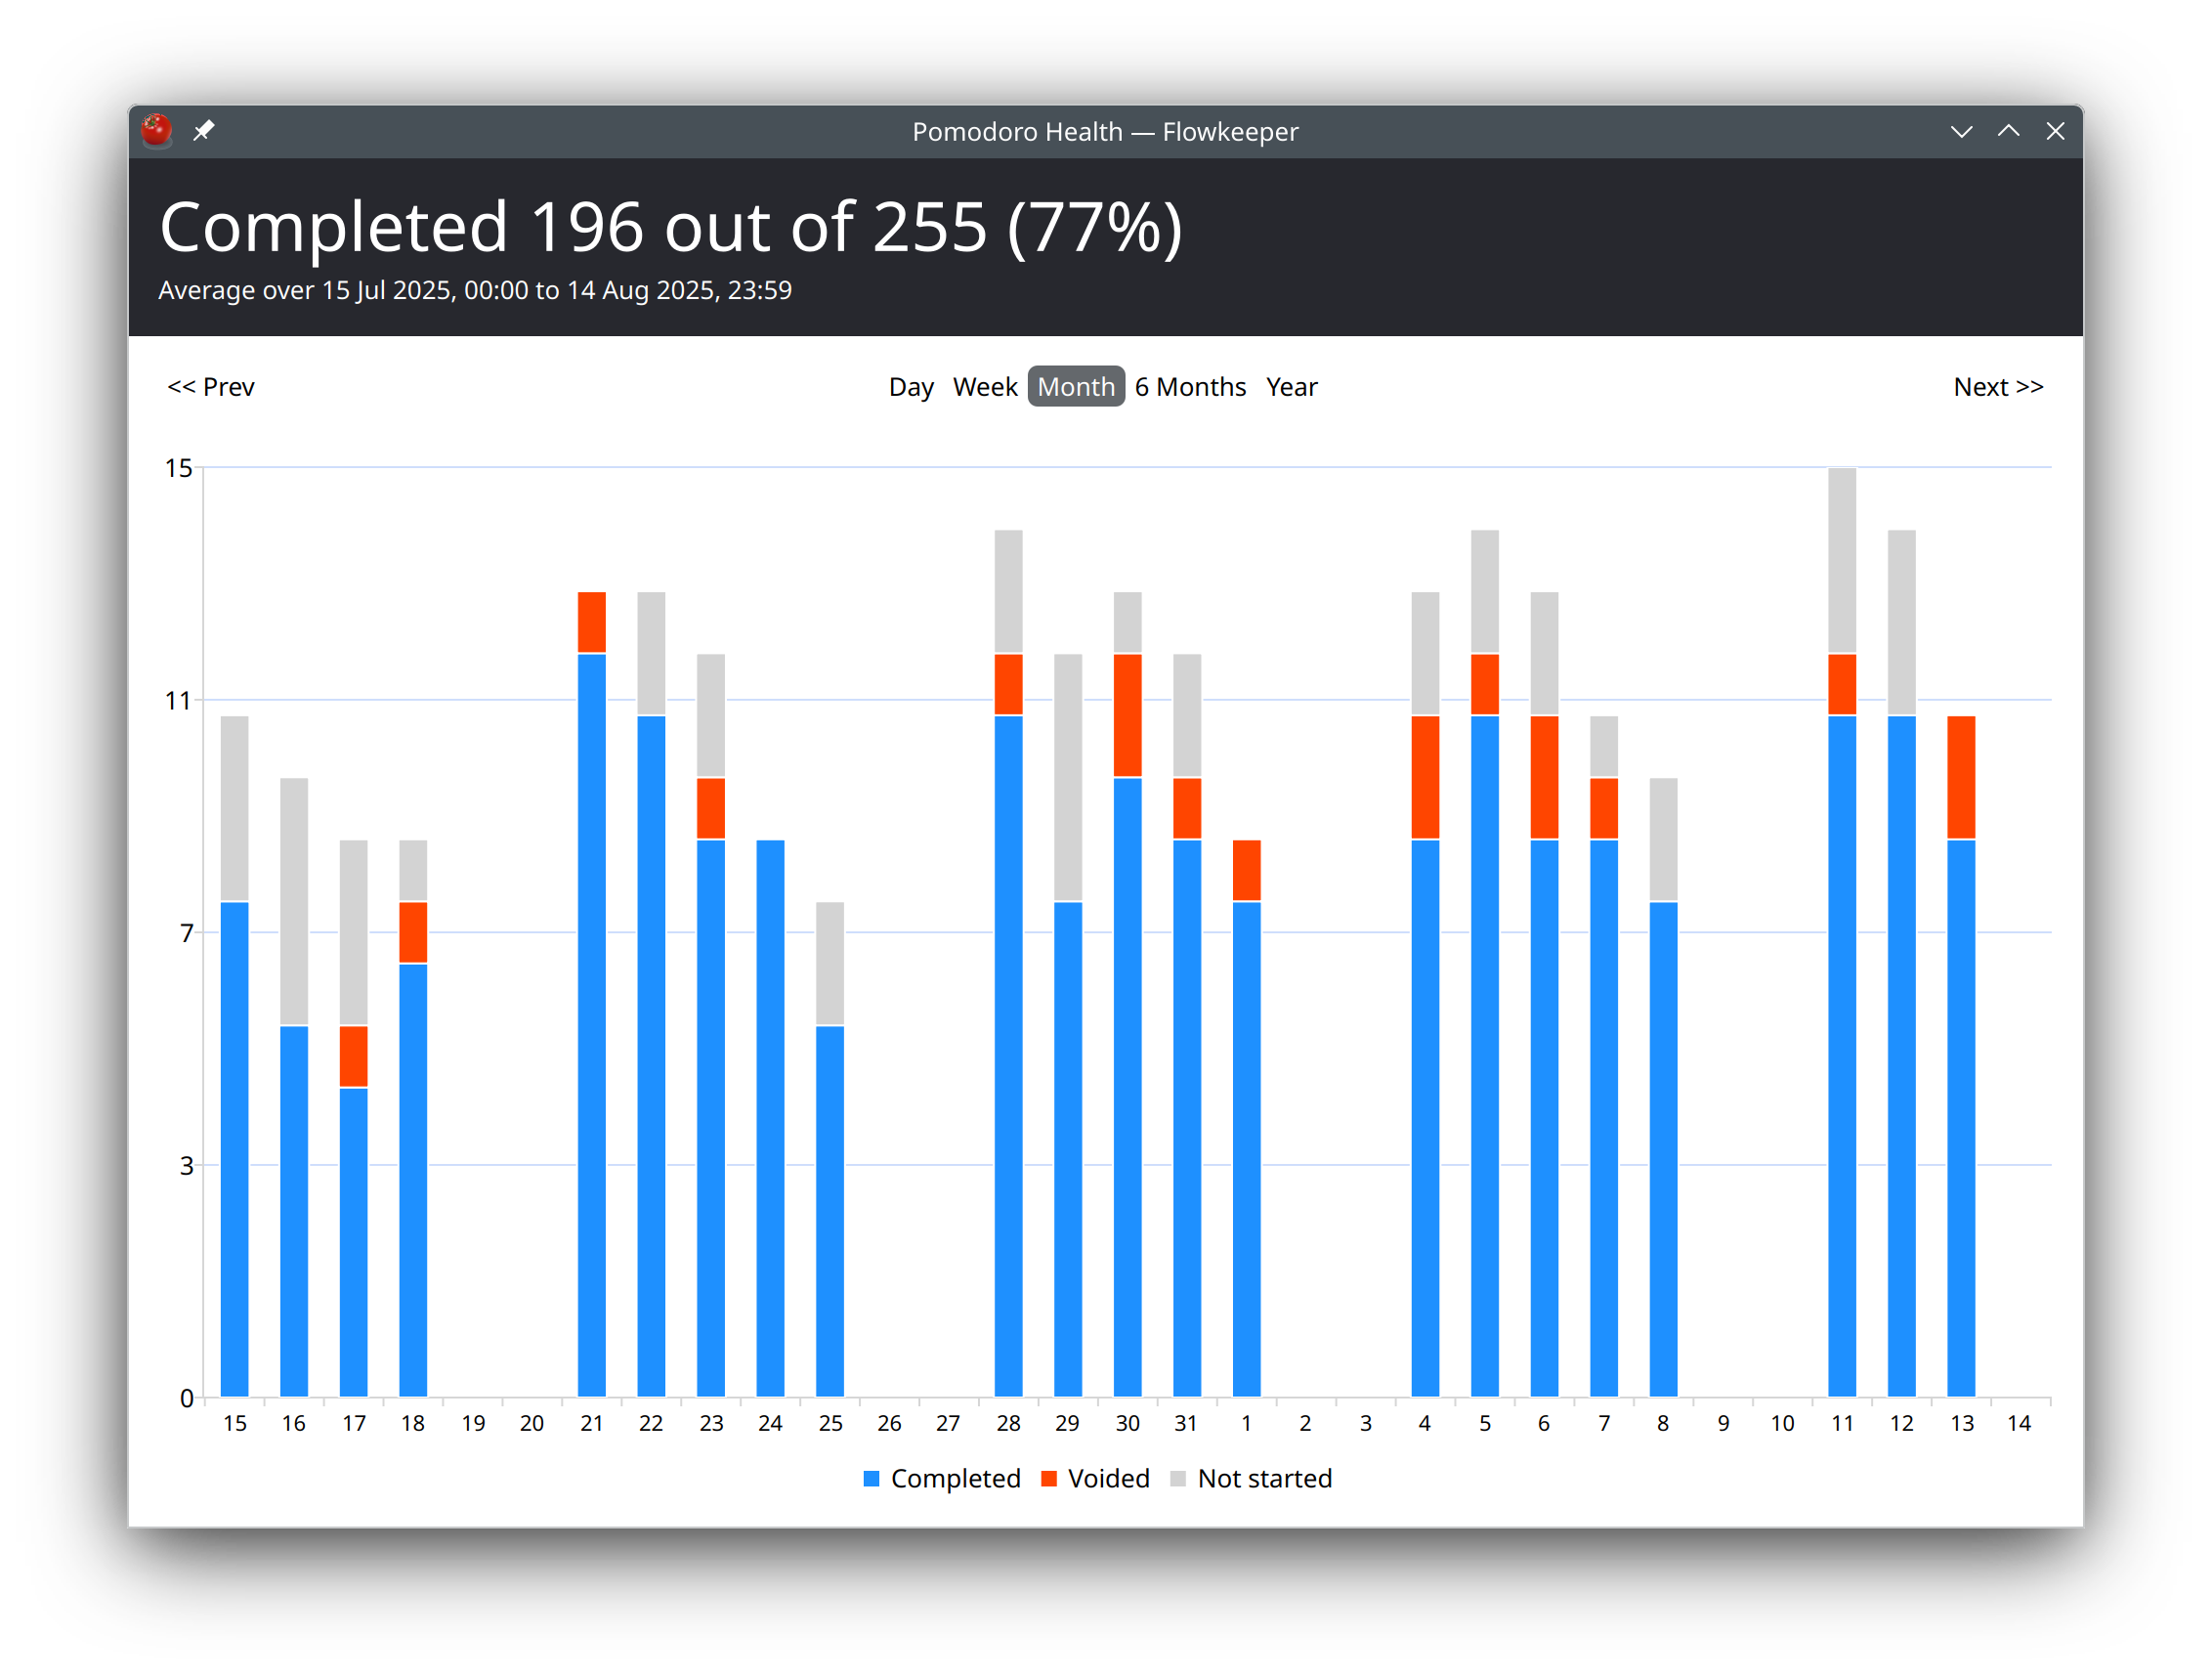 Pomodoro Health — Flowkeeper
Completed 196 out of 255 (77%)
Average over 15 Jul 2025, 00:00 to 14 Aug 2025, 23:59
<< Prev Day Week Month 6 Months Year Next >>
15
11
7
3
0
15 16 17 18 19 20 21 22 23 24 25 26 27 28 29 30 31 1 2 3 4 5 6 7 8 9 10 11 12 13 14
Completed Voided Not started